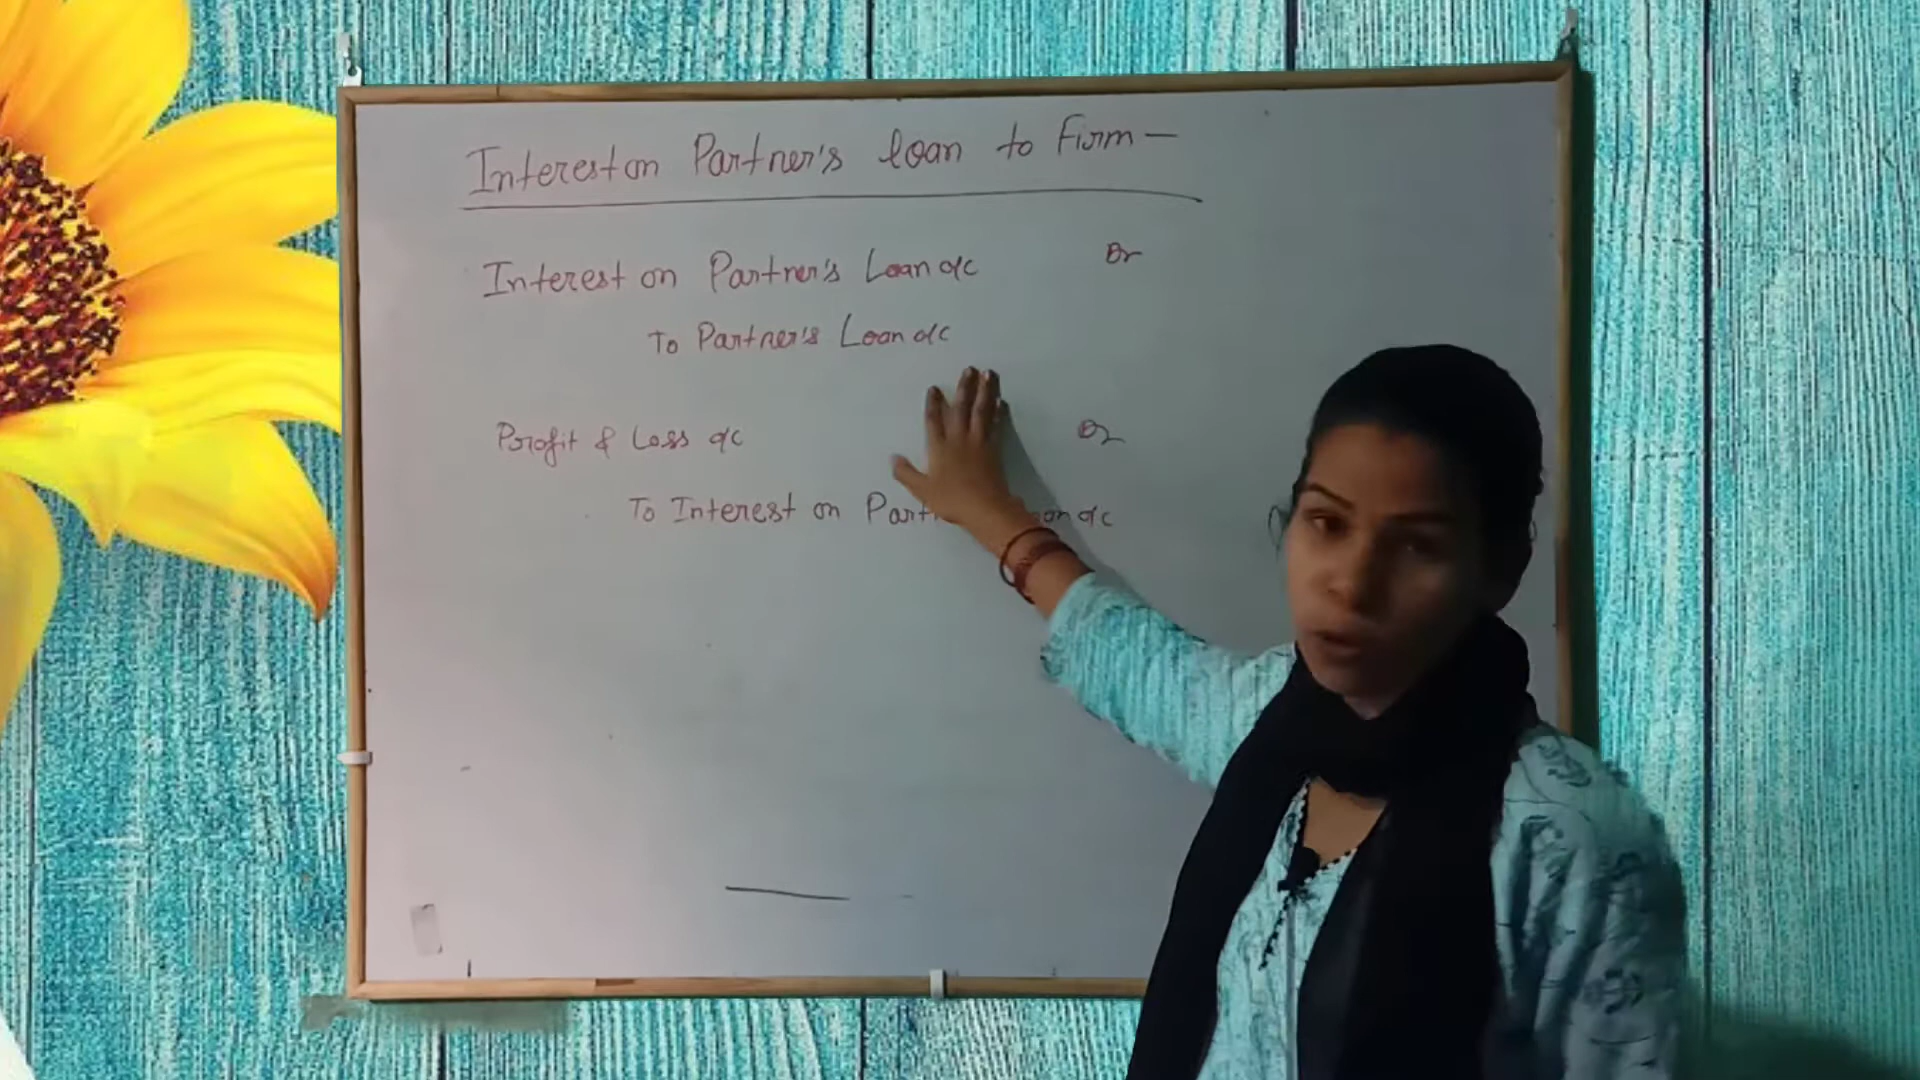 Interest on Partner's loan to Firm —
Interest on Partner's Loan a/c Dr
To Partner's Loan a/c
Profit & Loss a/c Dr
To Interest on a/c